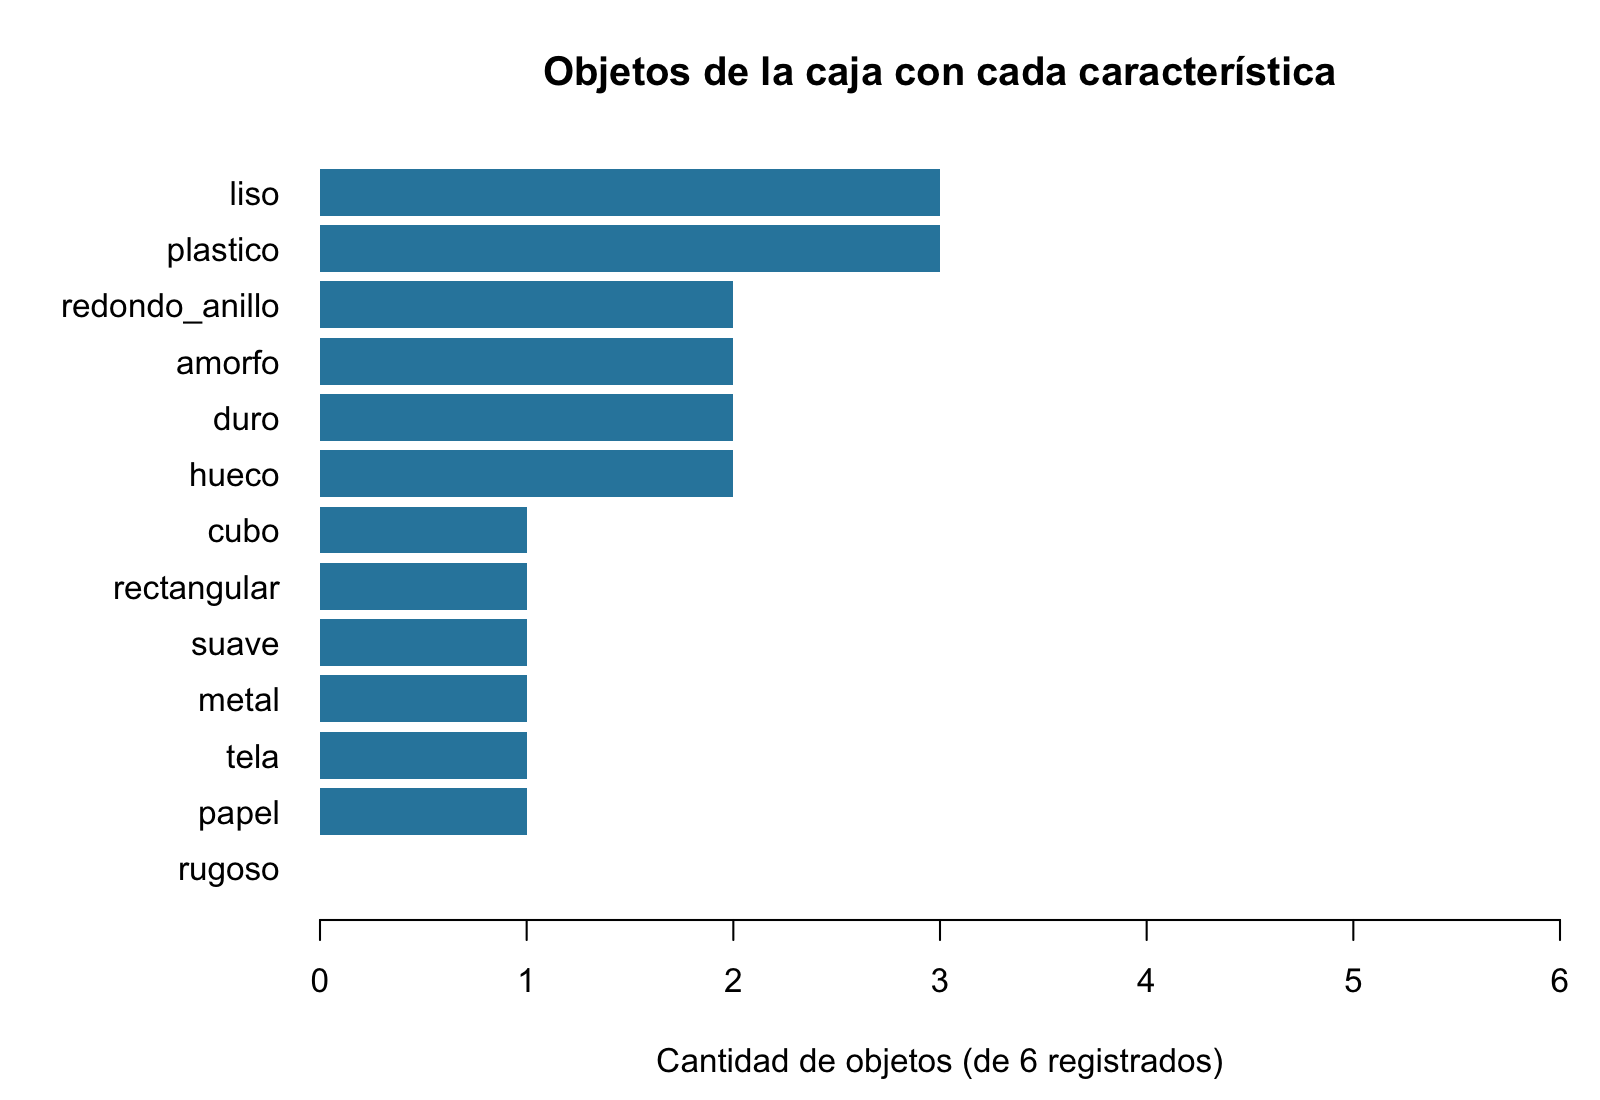 Objetos de la caja con cada característica
liso
plastico
redondo_anillo
amorfo
duro
hueco
cubo
rectangular
suave
metal
tela
papel
rugoso
0 1 2 3 4 5 6
Cantidad de objetos (de 6 registrados)